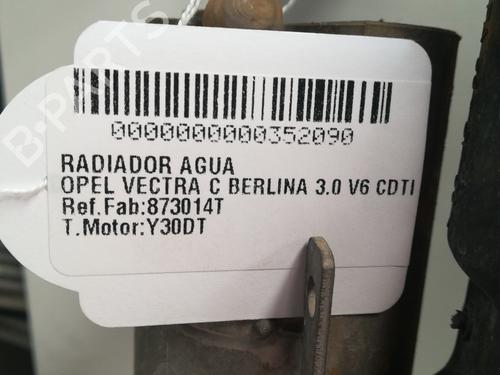 B-PARTS
0000000000352090
RADIADOR AGUA
OPEL VECTRA C BERLINA 3.0 V6 CDTI
Ref.Fab:873014T
T.Motor:Y30DT